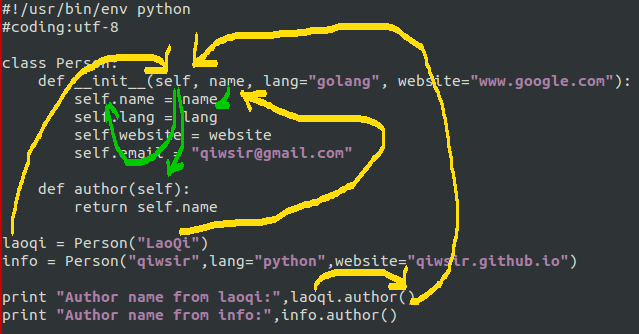 #!/usr/bin/env python
#coding:utf-8
class Person:
def __init__(self, name, lang="golang", website="www.google.com"):
self.name = name
self.lang = lang
self.website = website
self.email = "qiwsir@gmail.com"
def author(self):
return self.name
laoqi = Person("LaoQi")
info = Person("qiwsir",lang="python",website="qiwsir.github.io")
print "Author name from laoqi:",laoqi.author()
print "Author name from info:",info.author()